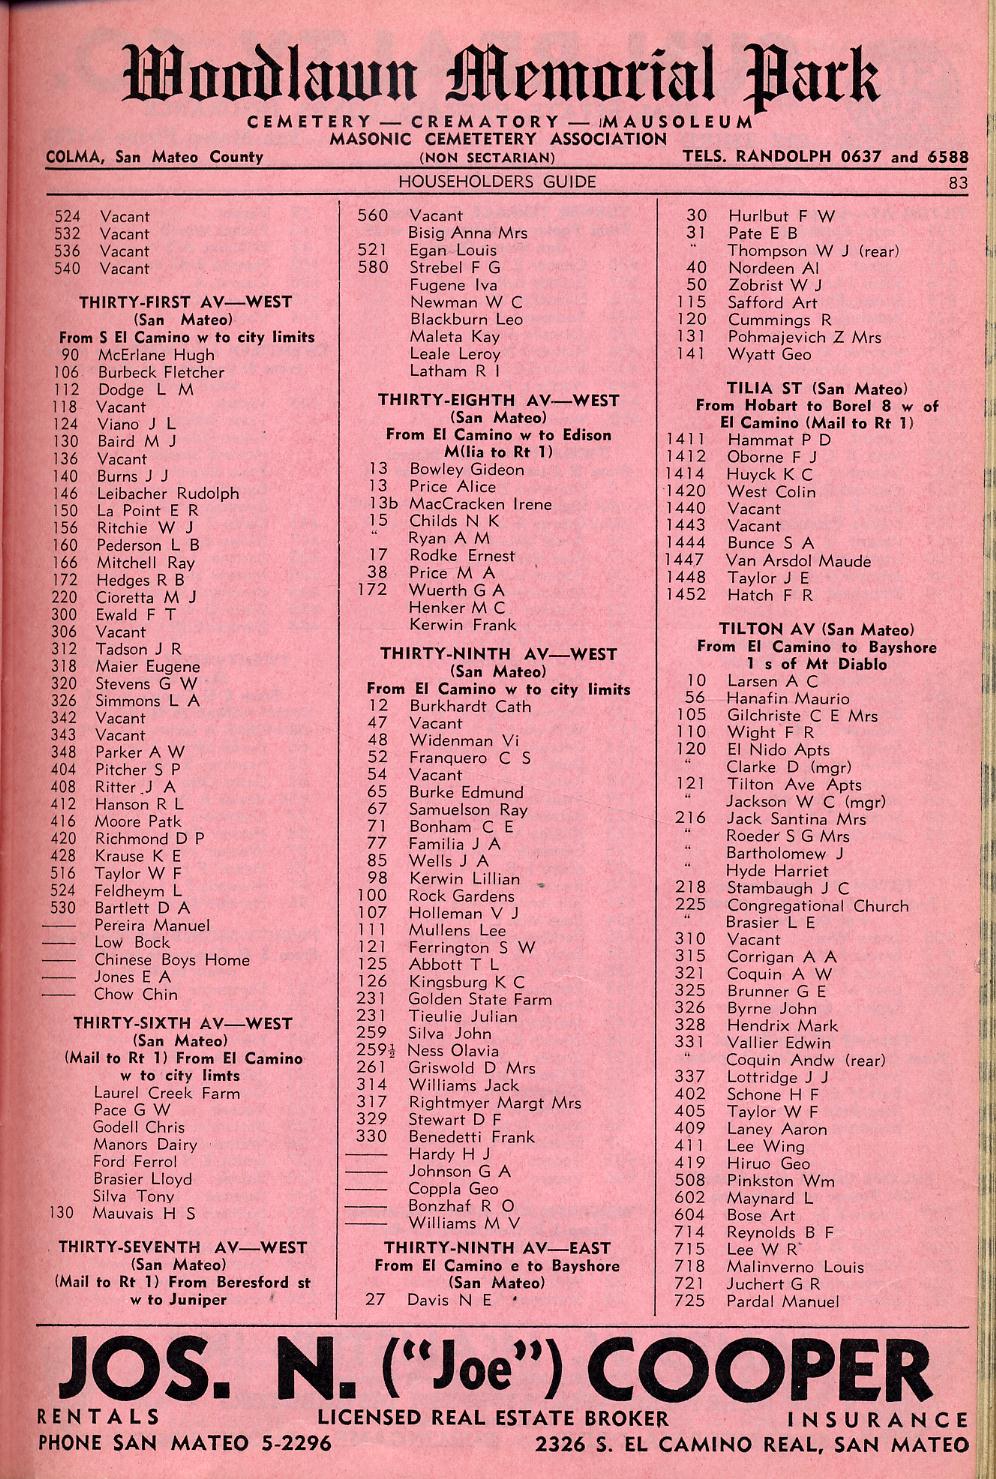 Woodlawn Memorial Park
CEMETERY — CREMATORY — MAUSOLEUM
MASONIC CEMETETERY ASSOCIATION
COLMA, San Mateo County (NON SECTARIAN) TELS. RANDOLPH 0637 and 6588
HOUSEHOLDERS GUIDE 83
524 Vacant
532 Vacant
536 Vacant
540 Vacant
THIRTY-FIRST AV—WEST
(San Mateo)
From S El Camino w to city limits
90 McErlane Hugh
106 Burbeck Fletcher
112 Dodge L M
118 Vacant
124 Viano J L
130 Baird M J
136 Vacant
140 Burns J J
146 Leibacher Rudolph
150 La Point E R
156 Ritchie W J
160 Pederson L B
166 Mitchell Ray
172 Hedges R B
220 Cioretta M J
300 Ewald F T
306 Vacant
312 Tadson J R
318 Maier Eugene
320 Stevens G W
326 Simmons L A
342 Vacant
343 Vacant
348 Parker A W
404 Pitcher S P
408 Ritter J A
412 Hanson R L
416 Moore Patk
420 Richmond D P
428 Krause K E
516 Taylor W F
524 Feldheym L
530 Bartlett D A
—— Pereira Manuel
—— Low Bock
—— Chinese Boys Home
—— Jones E A
—— Chow Chin
THIRTY-SIXTH AV—WEST
(San Mateo)
(Mail to Rt 1) From El Camino
w to city limts
Laurel Creek Farm
Pace G W
Godell Chris
Manors Dairy
Ford Ferrol
Brasier Lloyd
Silva Tony
130 Mauvais H S
THIRTY-SEVENTH AV—WEST
(San Mateo)
(Mail to Rt 1) From Beresford st
w to Juniper
560 Vacant
Bisig Anna Mrs
521 Egan Louis
580 Strebel F G
Fugene Iva
Newman W C
Blackburn Leo
Maleta Kay
Leale Leroy
Latham R I
THIRTY-EIGHTH AV—WEST
(San Mateo)
From El Camino w to Edison
M(lia to Rt 1)
13 Bowley Gideon
13 Price Alice
13b MacCracken Irene
15 Childs N K
" Ryan A M
17 Rodke Ernest
38 Price M A
172 Wuerth G A
Henker M C
Kerwin Frank
THIRTY-NINTH AV—WEST
(San Mateo)
From El Camino w to city limits
12 Burkhardt Cath
47 Vacant
48 Widenman Vi
52 Franquero C S
54 Vacant
65 Burke Edmund
67 Samuelson Ray
71 Bonham C E
77 Familia J A
85 Wells J A
98 Kerwin Lillian
100 Rock Gardens
107 Holleman V J
111 Mullens Lee
121 Ferrington S W
125 Abbott T L
126 Kingsburg K C
231 Golden State Farm
231 Tieulie Julian
259 Silva John
259½ Ness Olavia
261 Griswold D Mrs
314 Williams Jack
317 Rightmyer Margt Mrs
329 Stewart D F
330 Benedetti Frank
—— Hardy H J
—— Johnson G A
—— Coppla Geo
—— Bonzhaf R O
—— Williams M V
THIRTY-NINTH AV—EAST
From El Camino e to Bayshore
(San Mateo)
27 Davis N E
30 Hurlbut F W
31 Pate E B
" Thompson W J (rear)
40 Nordeen Al
50 Zobrist W J
115 Safford Art
120 Cummings R
131 Pohmajevich Z Mrs
141 Wyatt Geo
TILIA ST (San Mateo)
From Hobart to Borel 8 w of
El Camino (Mail to Rt 1)
1411 Hammat P D
1412 Oborne F J
1414 Huyck K C
1420 West Colin
1440 Vacant
1443 Vacant
1444 Bunce S A
1447 Van Arsdol Maude
1448 Taylor J E
1452 Hatch F R
TILTON AV (San Mateo)
From El Camino to Bayshore
1 s of Mt Diablo
10 Larsen A C
56 Hanafin Maurio
105 Gilchriste C E Mrs
110 Wight F R
120 El Nido Apts
" Clarke D (mgr)
121 Tilton Ave Apts
" Jackson W C (mgr)
216 Jack Santina Mrs
" Roeder S G Mrs
" Bartholomew J
" Hyde Harriet
218 Stambaugh J C
225 Congregational Church
" Brasier L E
310 Vacant
315 Corrigan A A
321 Coquin A W
325 Brunner G E
326 Byrne John
328 Hendrix Mark
331 Vallier Edwin
" Coquin Andw (rear)
337 Lottridge J J
402 Schone H F
405 Taylor W F
409 Laney Aaron
411 Lee Wing
419 Hiruo Geo
508 Pinkston Wm
602 Maynard L
604 Bose Art
714 Reynolds B F
715 Lee W R
718 Malinverno Louis
721 Juchert G R
725 Pardal Manuel
JOS. N. ("Joe") COOPER
RENTALS LICENSED REAL ESTATE BROKER INSURANCE
PHONE SAN MATEO 5-2296 2326 S. EL CAMINO REAL, SAN MATEO